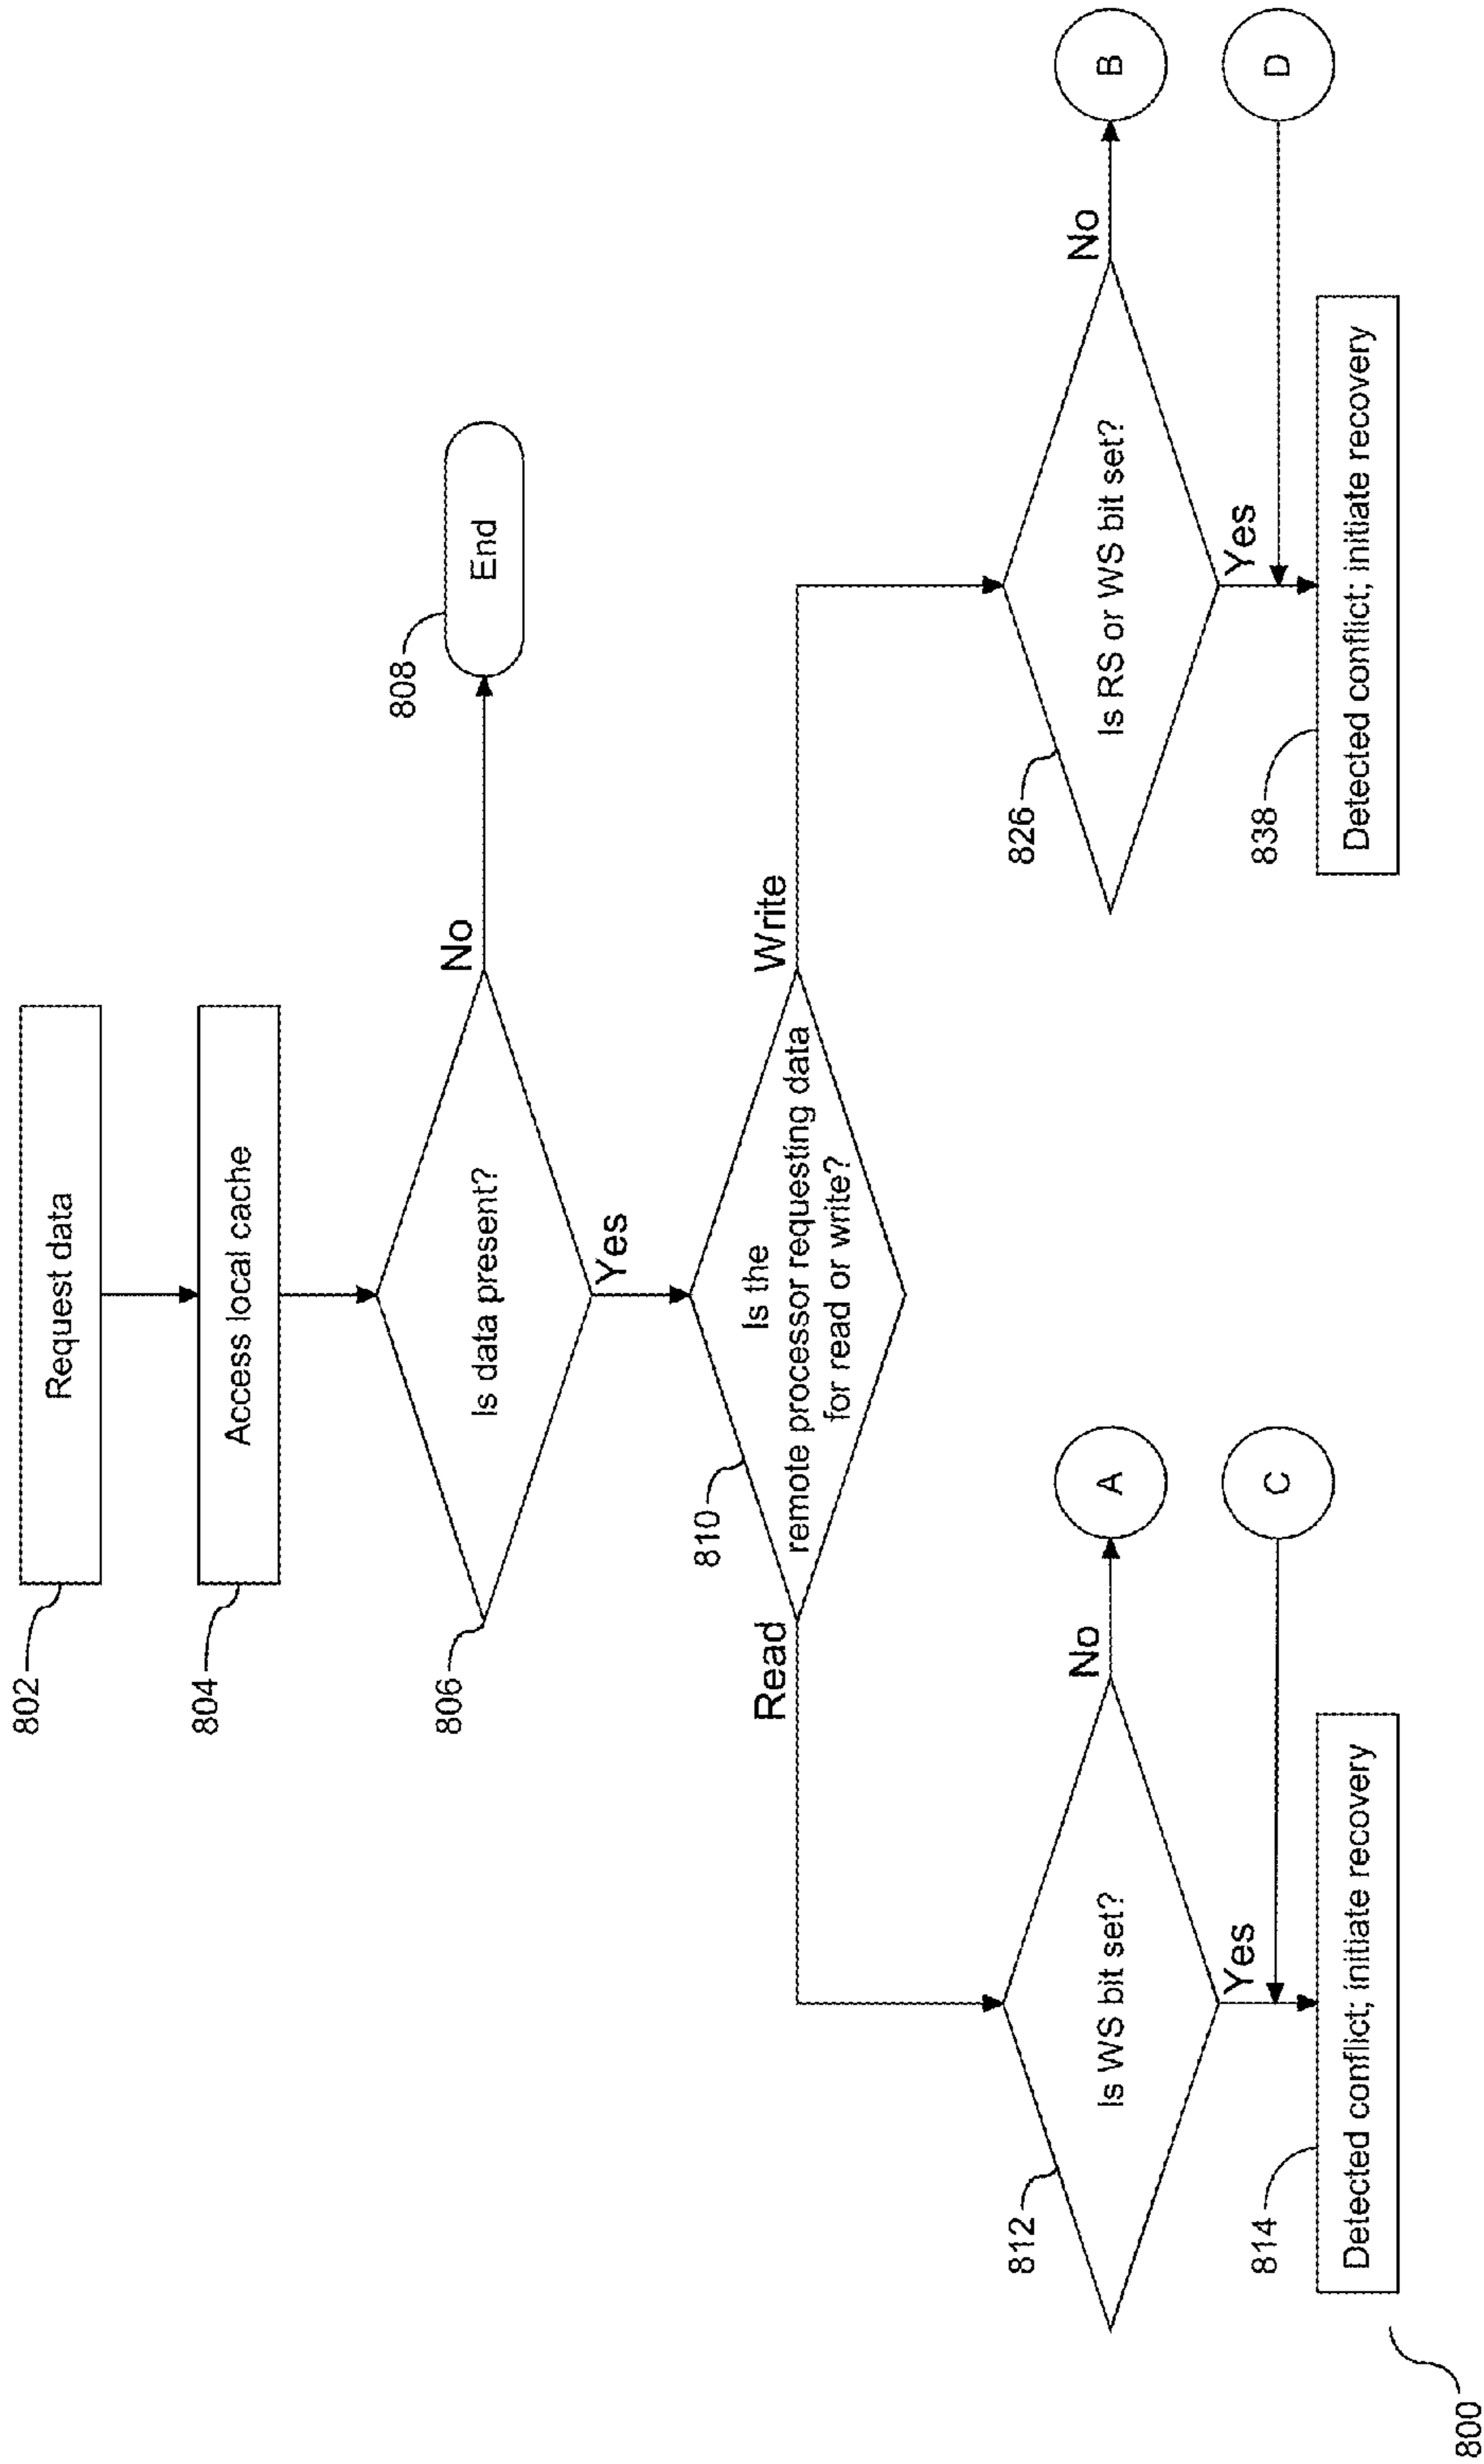 802
Request data
804
Access local cache
806
Is data present?
No
808
End
Yes
810
Is the
remote processor requesting data
for read or write?
Read
Write
812
Is WS bit set?
No
A
826
Is RS or WS bit set?
No
B
Yes
C
Yes
D
814
Detected conflict; initiate recovery
838
Detected conflict; initiate recovery
800